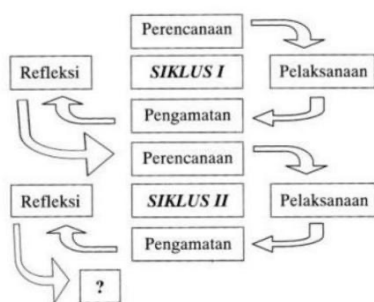 Perencanaan
Refleksi
SIKLUS I
Pelaksanaan
Pengamatan
Perencanaan
Refleksi
SIKLUS II
Pelaksanaan
Pengamatan
?